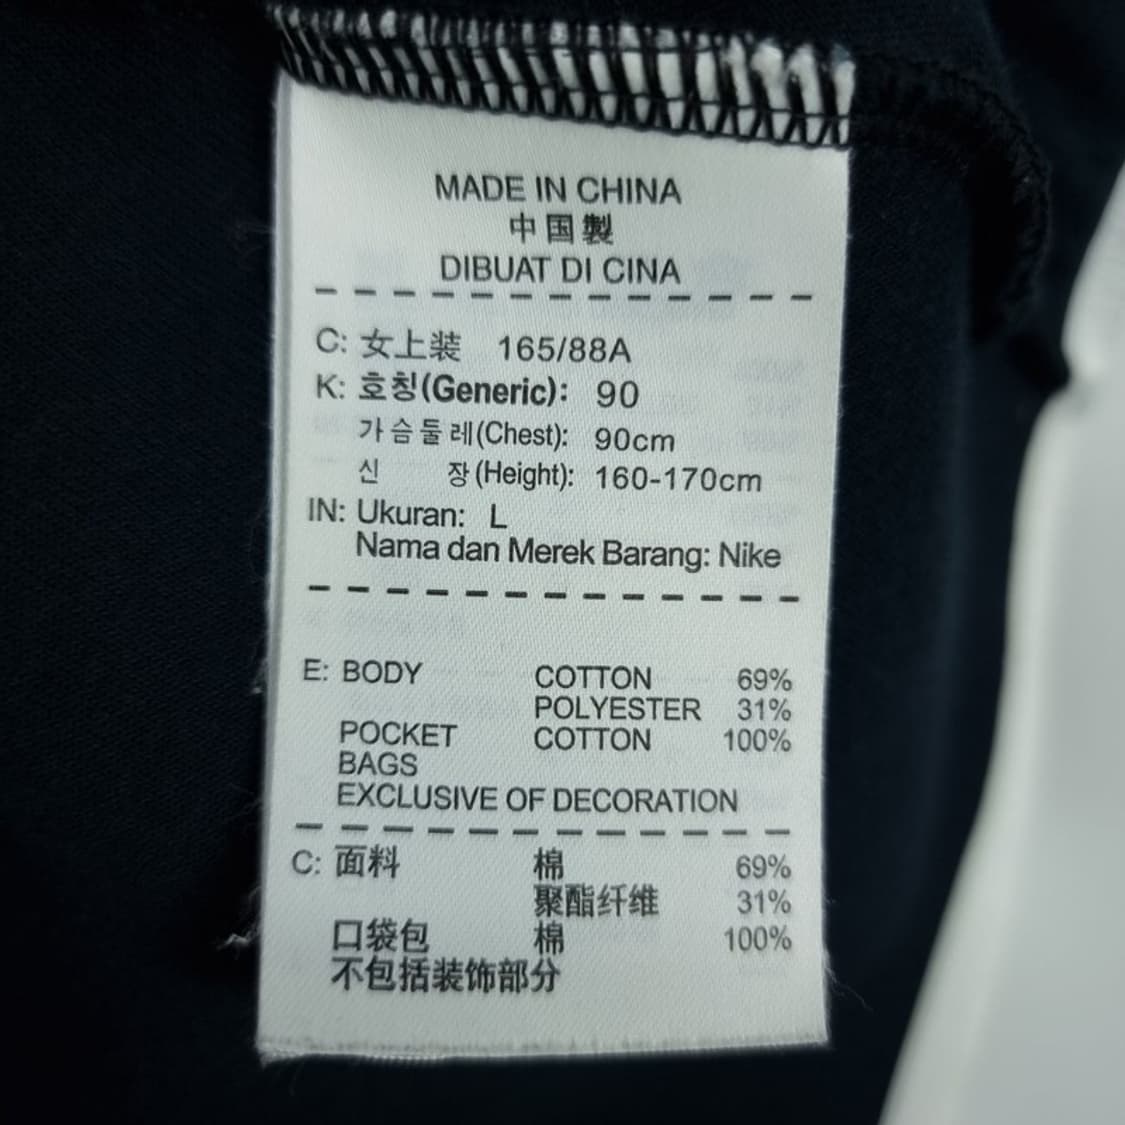 MADE IN CHINA
中国製
DIBUAT DI CINA
C: 女上装 165/88A
K: 호칭(Generic): 90
가슴둘레(Chest): 90cm
신 장(Height): 160-170cm
IN: Ukuran: L
Nama dan Merek Barang: Nike
E: BODY COTTON 69%
POLYESTER 31%
POCKET COTTON 100%
BAGS
EXCLUSIVE OF DECORATION
C: 面料 棉 69%
聚酯纤维 31%
口袋包 棉 100%
不包括装饰部分